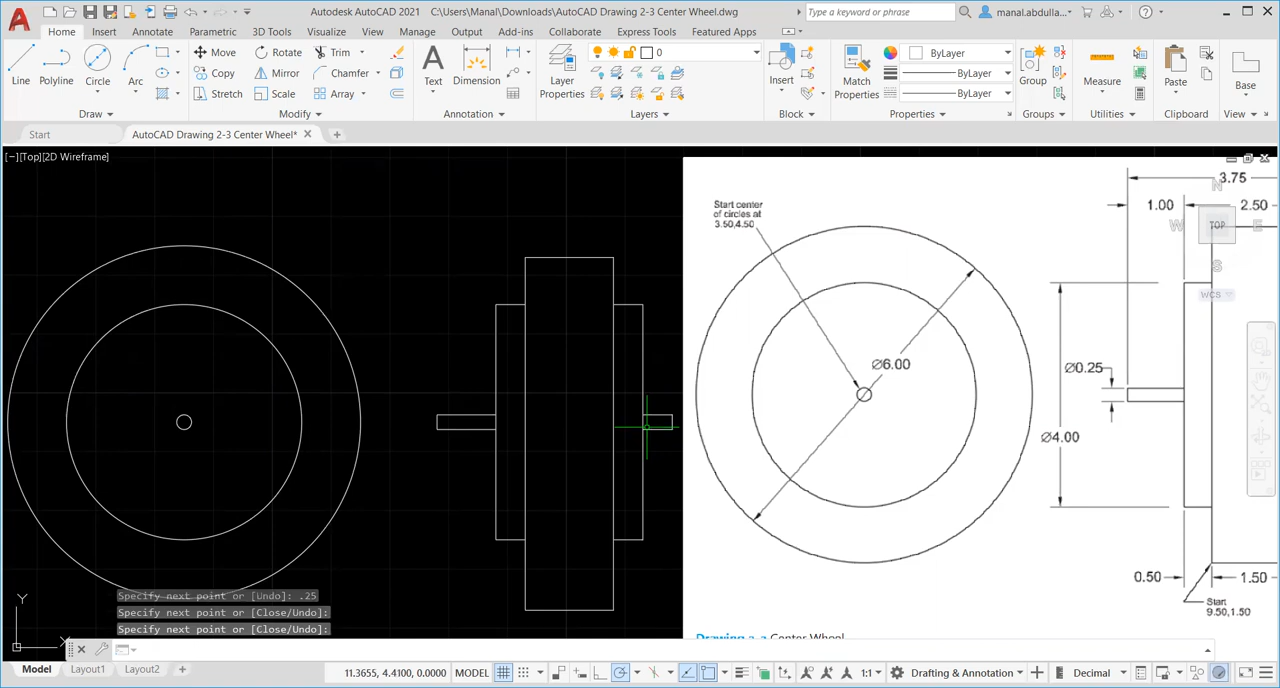 Autodesk AutoCAD 2021 C:\Users\Manal\Downloads\AutoCAD Drawing 2-3 Center Wheel.dwg
Type a keyword or phrase
manal.abdulla...
Home Insert Annotate Parametric 3D Tools Visualize View Manage Output Add-ins Collaborate Express Tools Featured Apps
Line Polyline Circle Arc
Move Rotate Trim
Copy Mirror Chamfer
Stretch Scale Array
Text Dimension
Layer
Properties
0
Insert
Match
Properties
ByLayer
ByLayer
ByLayer
Group
Measure
Paste
Base
Draw Modify Annotation Layers Block Properties Groups Utilities Clipboard View
Start AutoCAD Drawing 2-3 Center Wheel*
[−][Top][2D Wireframe]
Start center
of circles at
3.50,4.50
3.75
1.00 2.50
N
W TOP E
S
WCS
Ø6.00
Ø0.25
Ø4.00
0.50 1.50
Start
9.50,1.50
Center Wheel
Specify next point or [Undo]: .25
Specify next point or [Close/Undo]:
Specify next point or [Close/Undo]:
Y
X
Model Layout1 Layout2
11.3655, 4.4100, 0.0000 MODEL 1:1 Drafting & Annotation Decimal